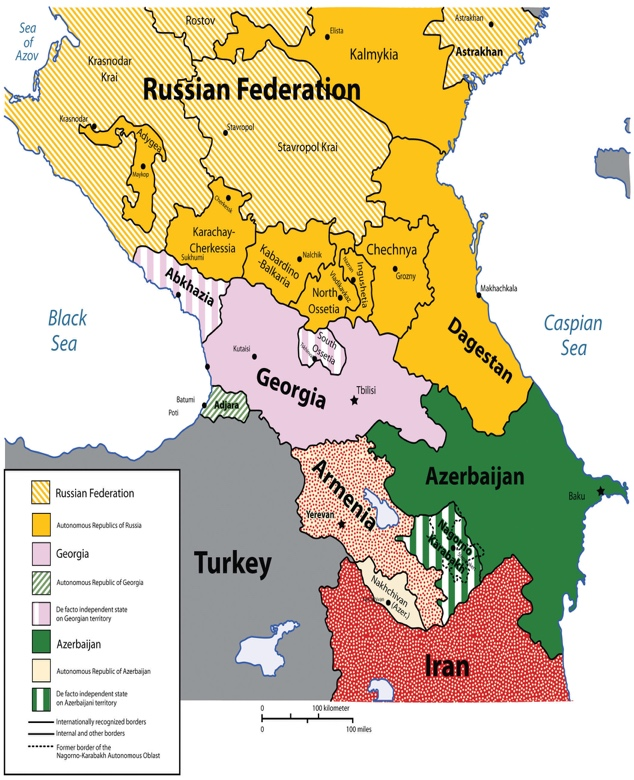 Rostov
Astrakhan
Sea
of
Azov
Elista
Kalmykia
Astrakhan
Krasnodar
Krai
Russian Federation
Krasnodar
Stavropol
Adygea
Stavropol Krai
Maykop
Cherkessk
Karachay-
Cherkessia
Sukhumi
Kabardino
-Balkaria
Nalchik
Chechnya
Ingushetia
Grozny
Vladikavkaz
North
Ossetia
Abkhazia
Makhachkala
Black
Sea
Caspian
Sea
Dagestan
South
Ossetia
Kutaisi
Georgia
Tbilisi
Batumi
Poti
Adjara
Azerbaijan
Baku
Armenia
Yerevan
Nagorno
Karabakh
Turkey
Nakhchivan
(Azer.)
Iran
Russian Federation
Autonomous Republics of Russia
Georgia
Autonomous Republic of Georgia
De facto independent state
on Georgian territory
Azerbaijan
Autonomous Republic of Azerbaijan
De facto independent state
on Azerbaijani territory
Internationally recognized borders
Internal and other borders
Former border of the
Nagorno-Karabakh Autonomous Oblast
0 100 kilometer
0 100 miles